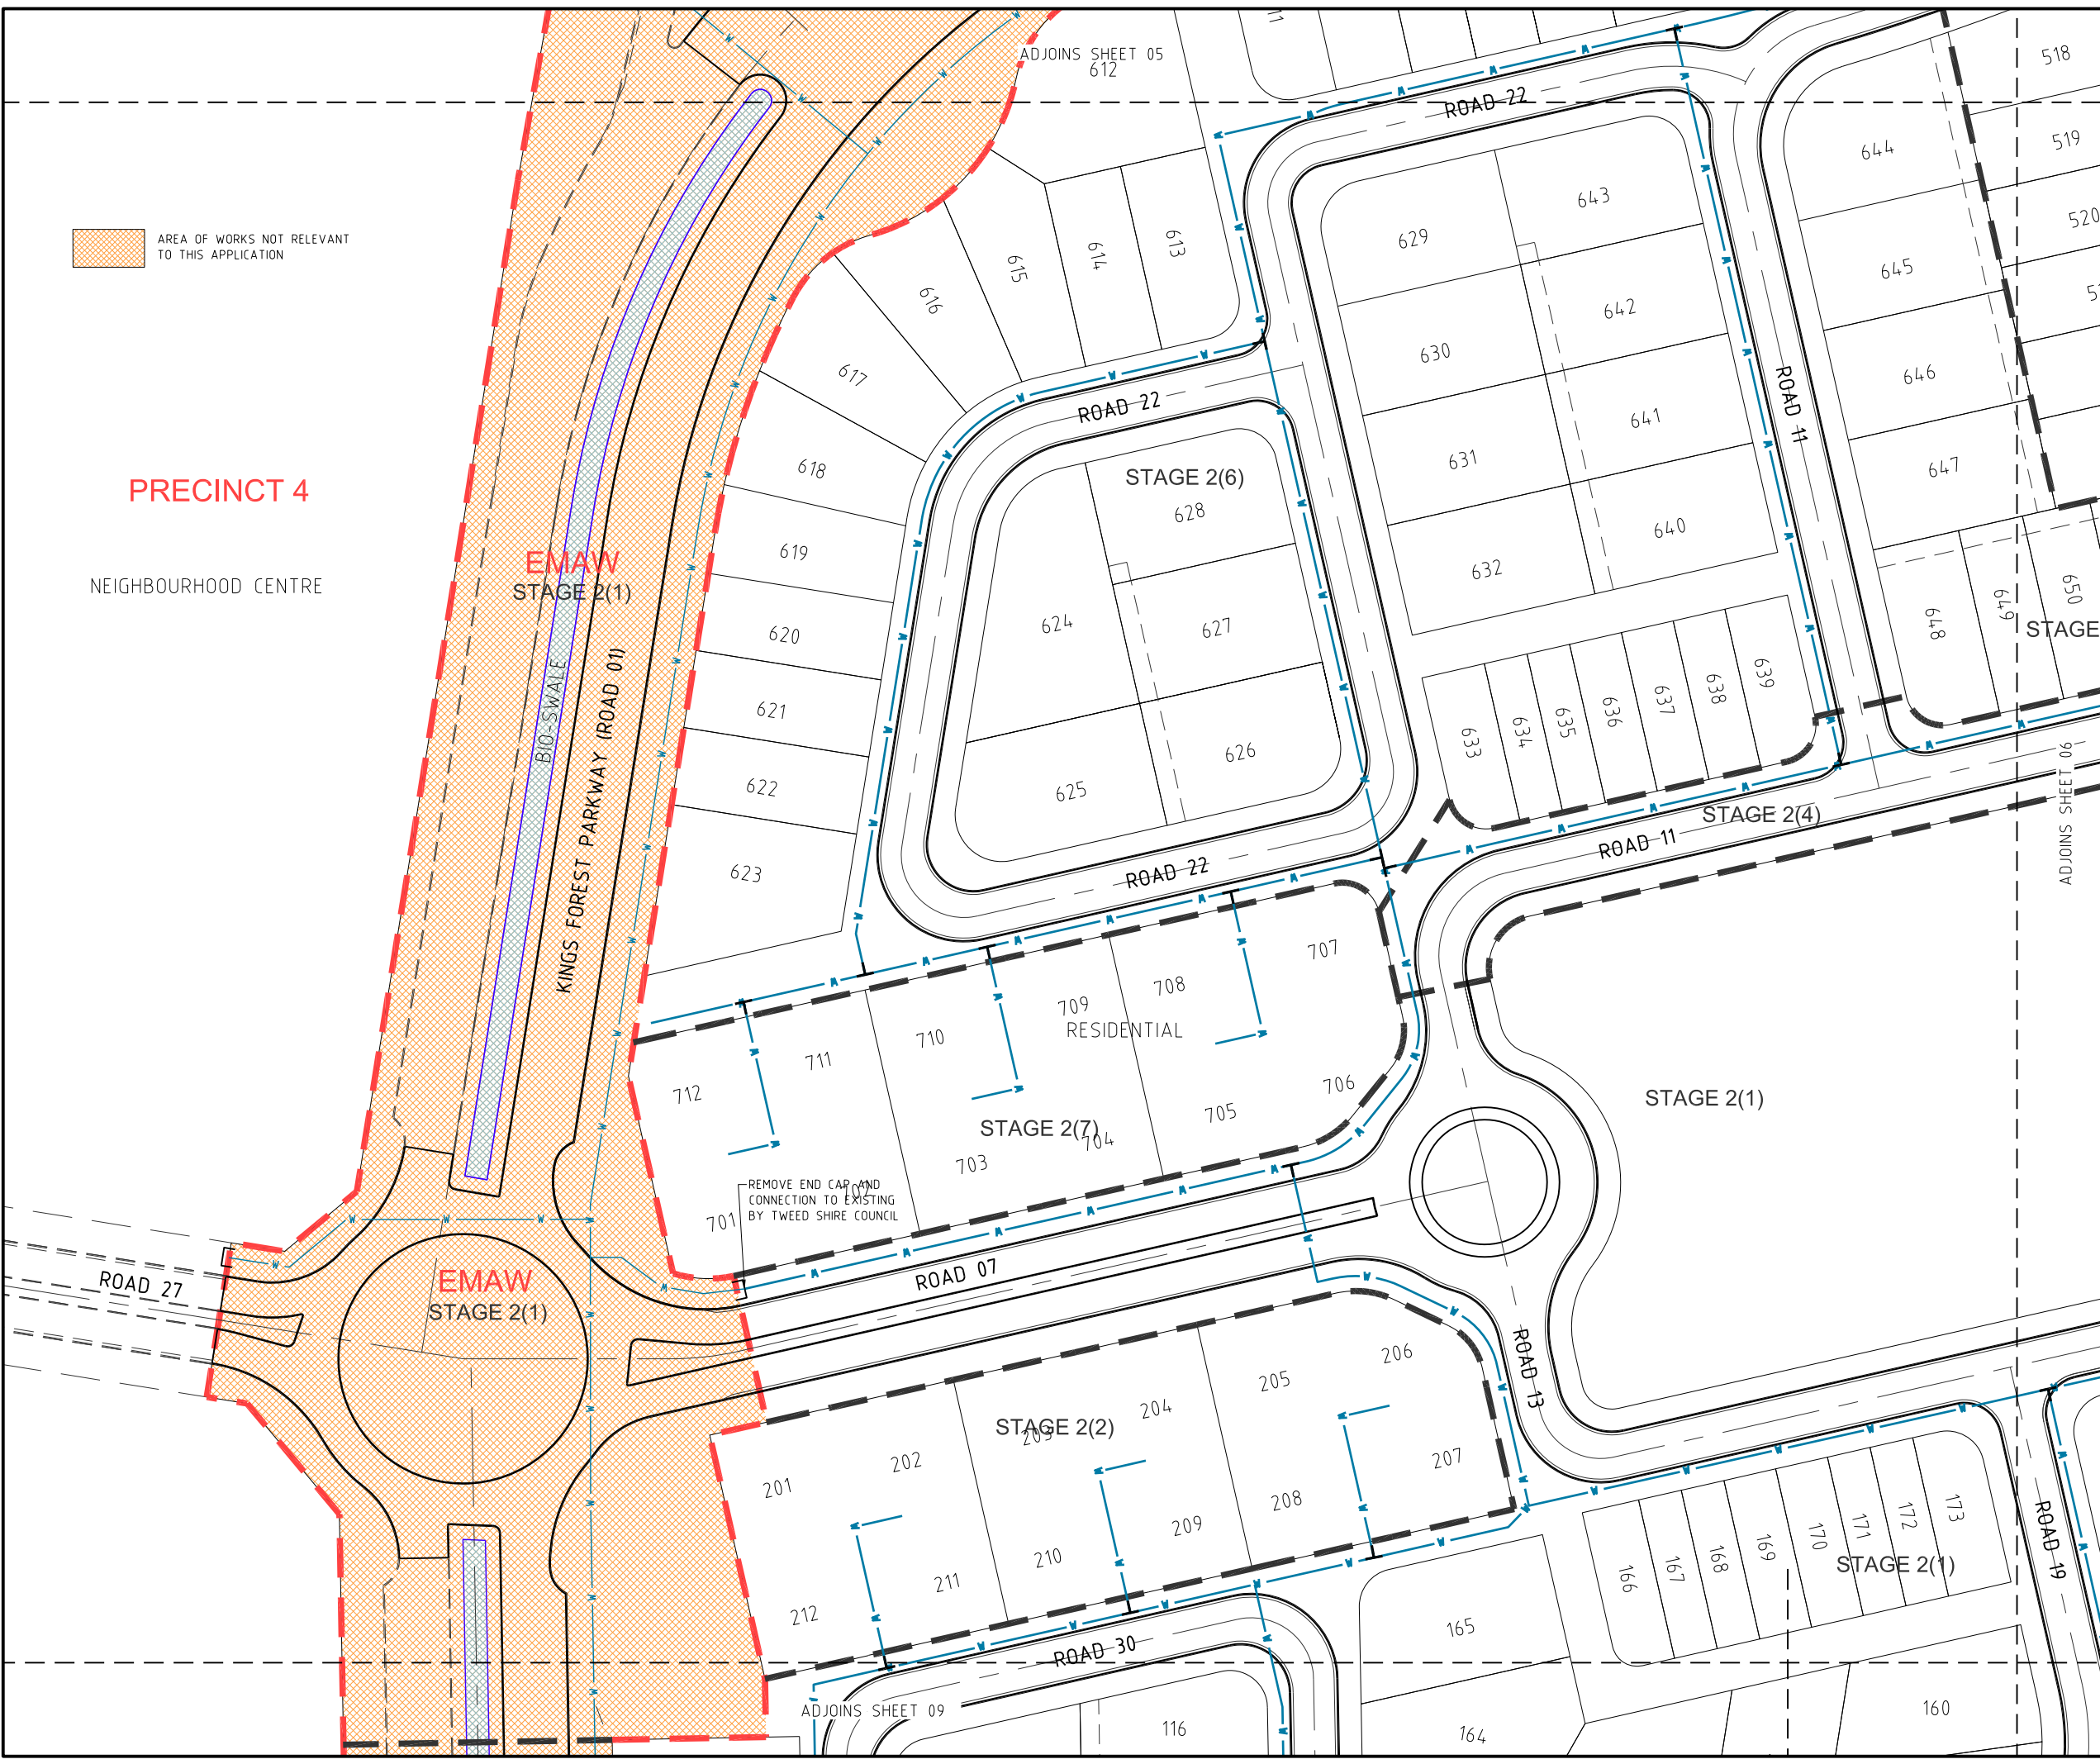 ADJOINS SHEET 05
612
11
518
519
520
ROAD 22
644
645
646
647
643
629
642
630
641
631
640
632
613
614
615
616
617
618
619
620
621
622
623
AREA OF WORKS NOT RELEVANT
TO THIS APPLICATION
PRECINCT 4
NEIGHBOURHOOD CENTRE
EMAW
STAGE 2(1)
BIO-SWALE
KINGS FOREST PARKWAY (ROAD 01)
ROAD 22
STAGE 2(6)
628
624
627
626
625
ROAD 22
ROAD 11
633
634
635
636
637
638
639
648
649
650
STAGE
STAGE 2(4)
ROAD 11
ADJOINS SHEET 06
707
708
709
RESIDENTIAL
710
711
712
706
705
704
STAGE 2(7)
703
702
701
STAGE 2(1)
REMOVE END CAP AND
CONNECTION TO EXISTING
BY TWEED SHIRE COUNCIL
ROAD 27
EMAW
STAGE 2(1)
ROAD 07
ROAD 13
206
205
204
203
STAGE 2(2)
202
201
207
208
209
210
211
212
166
167
168
169
170
171
172
173
STAGE 2(1)
ROAD 19
165
164
160
ROAD 30
ADJOINS SHEET 09
116